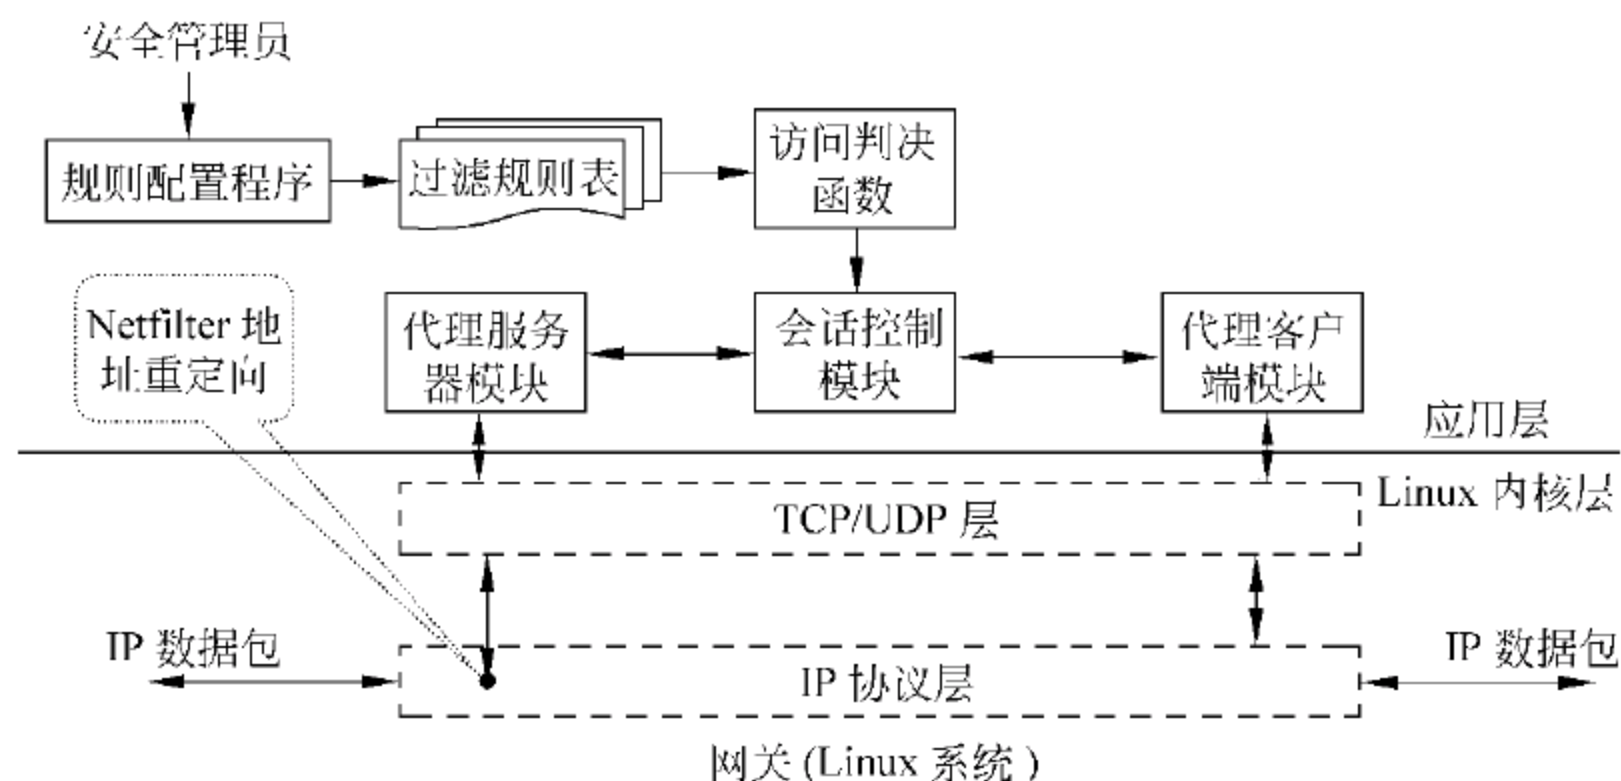 安全管理员
规则配置程序
过滤规则表
访问判决
函数
Netfilter 地
址重定向
代理服务
器模块
会话控制
模块
代理客户
端模块
应用层
Linux 内核层
TCP/UDP 层
IP 数据包
IP 协议层
IP 数据包
网关 (Linux 系统 )